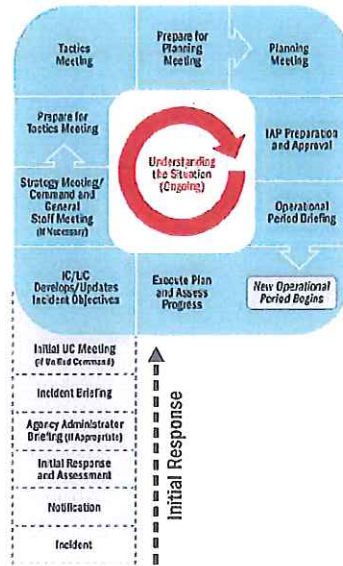 Tactics
Meeting
Prepare for
Planning
Meeting
Planning
Meeting
Prepare for
Tactics Meeting
Understanding
the Situation
(Ongoing)
IAP Preparation
and Approval
Strategy Meeting/
Command and
General
Staff Meeting
(If Necessary)
Operational
Period Briefing
IC/UC
Develops/Updates
Incident Objectives
Execute Plan
and Assess
Progress
New Operational
Period Begins
Initial UC Meeting
(If Unified Command)
Incident Briefing
Agency Administrator
Briefing (If Appropriate)
Initial Response
and Assessment
Notification
Incident
Initial Response